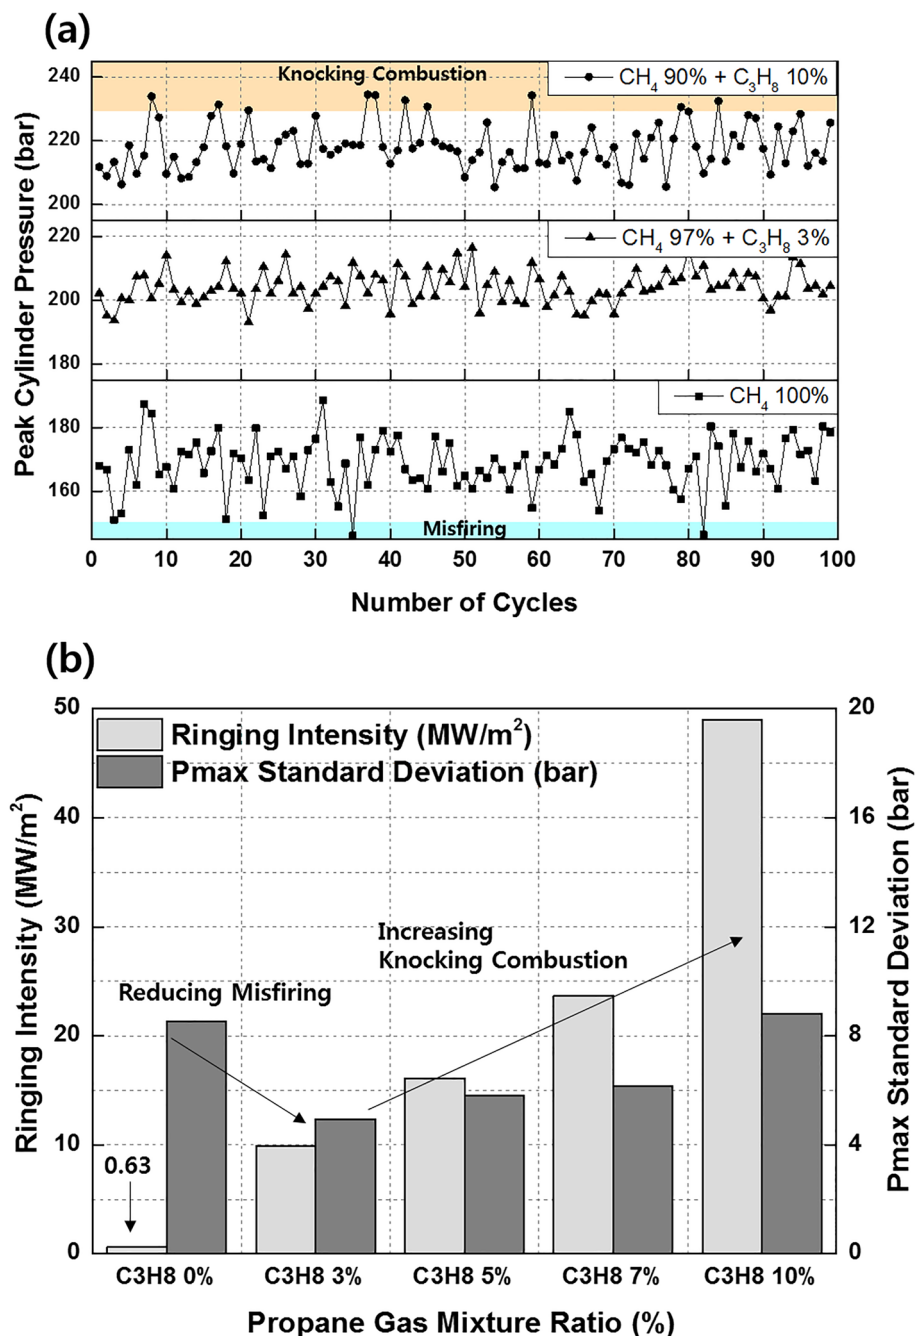 (a)
Knocking Combustion
CH₄ 90% + C₃H₈ 10%
240
220
200
CH₄ 97% + C₃H₈ 3%
220
200
180
CH₄ 100%
180
160
Misfiring
Peak Cylinder Pressure (bar)
0 10 20 30 40 50 60 70 80 90 100
Number of Cycles
(b)
Ringing Intensity (MW/m²)
Pmax Standard Deviation (bar)
50
40
30
20
10
0
Ringing Intensity (MW/m²)
20
16
12
8
4
0
Pmax Standard Deviation (bar)
Increasing
Knocking Combustion
Reducing Misfiring
0.63
C3H8 0% C3H8 3% C3H8 5% C3H8 7% C3H8 10%
Propane Gas Mixture Ratio (%)